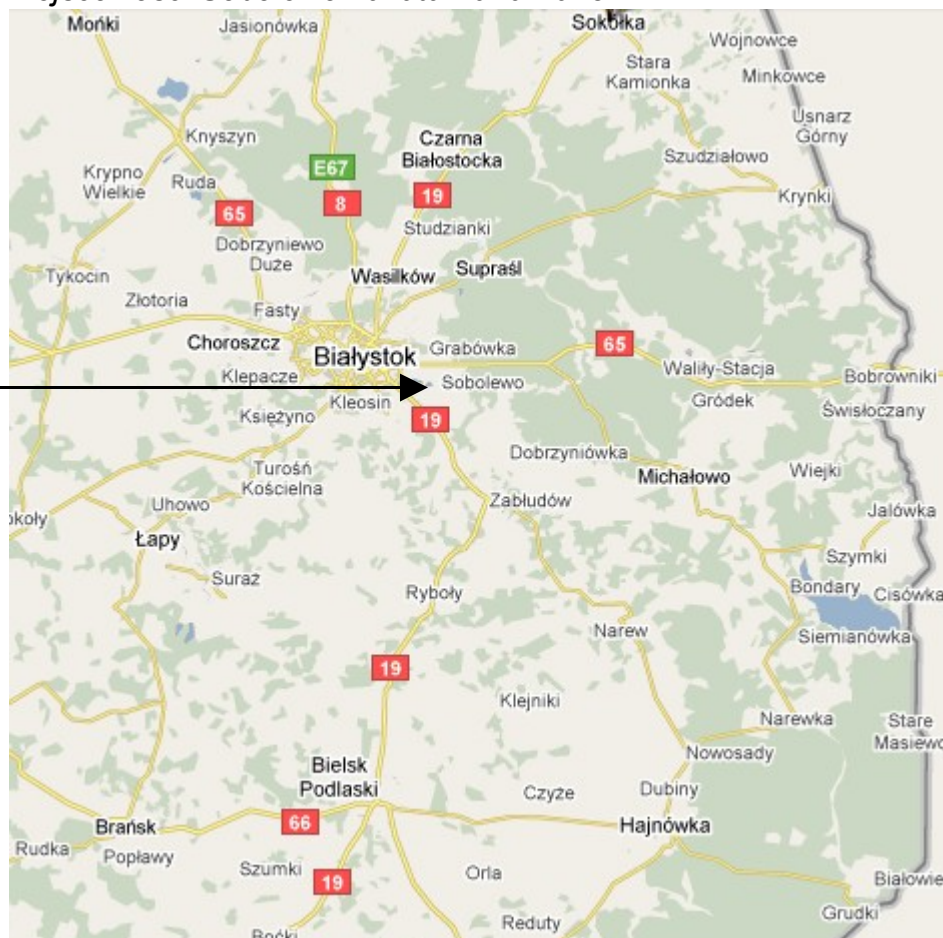 Mońki
Jasionówka
Sokółka
Wojnowce
Stara
Kamionka
Minkowce
Usnarz
Górny
Knyszyn
Czarna
Białostocka
Szudziałowo
E67
Krypno
Wielkie
Ruda
8
19
Krynki
65
Studzianki
Dobrzyniewo
Duże
Tykocin
Wasilków
Supraśl
Złotoria
Fasty
Choroszcz
Białystok
Grabówka
65
Waliły-Stacja
Bobrowniki
Klepacze
Sobolewo
Kleosin
Gródek
Świsłoczany
Księżyno
19
Dobrzyniówka
Turośń
Kościelna
Michałowo
Wiejki
Uhowo
Zabłudów
Jałówka
okoły
Łapy
Szymki
Suraż
Ryboły
Bondary
Cisówka
Narew
Siemianówka
19
Klejniki
Narewka
Stare
Masiewo
Nowosady
Bielsk
Podlaski
Czyże
Dubiny
66
Brańsk
Hajnówka
Rudka
Popławy
Szumki
19
Orla
Białowie
Reduty
Grudki
Boćki